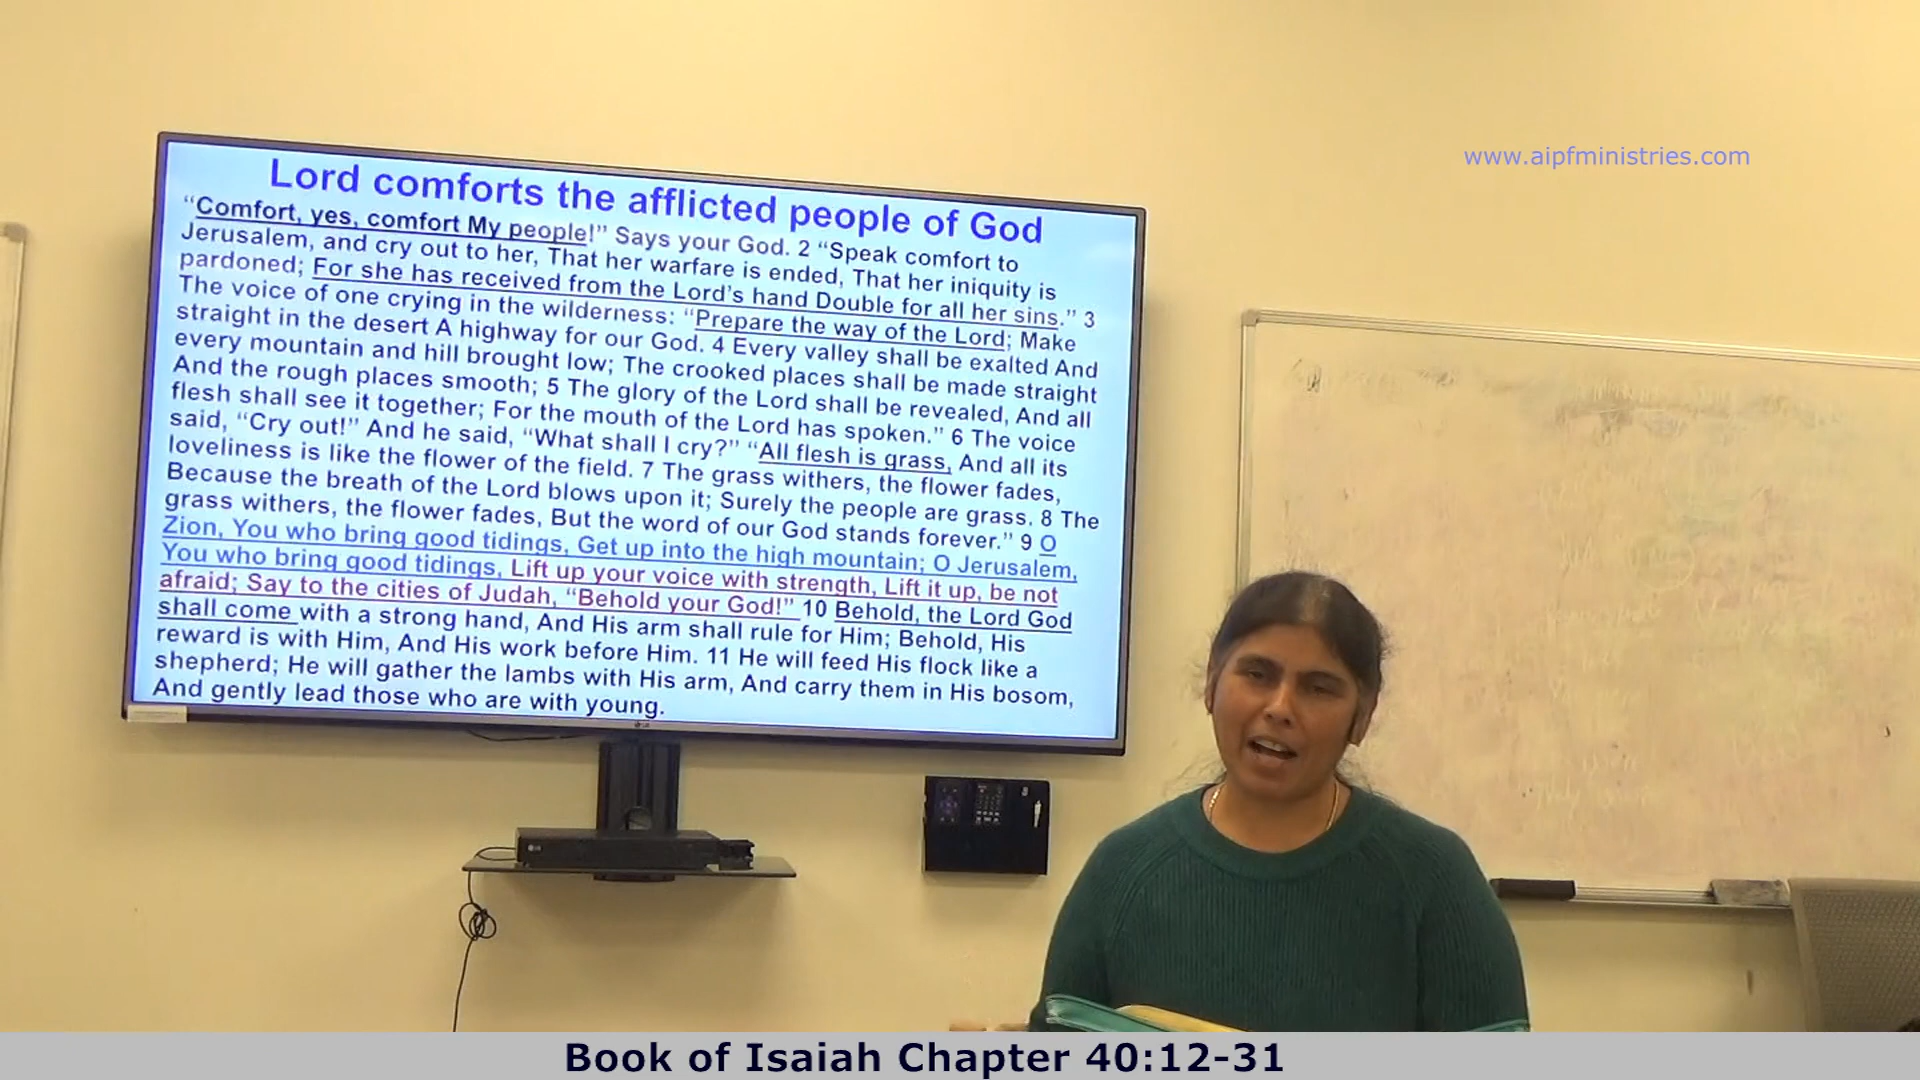 www.aipfministries.com
Lord comforts the afflicted people of God
“Comfort, yes, comfort My people!” Says your God. 2 “Speak comfort to
Jerusalem, and cry out to her, That her warfare is ended, That her iniquity is
pardoned; For she has received from the Lord’s hand Double for all her sins.” 3
The voice of one crying in the wilderness: “Prepare the way of the Lord; Make
straight in the desert A highway for our God. 4 Every valley shall be exalted And
every mountain and hill brought low; The crooked places shall be made straight
And the rough places smooth; 5 The glory of the Lord shall be revealed, And all
flesh shall see it together; For the mouth of the Lord has spoken.” 6 The voice
said, “Cry out!” And he said, “What shall I cry?” “All flesh is grass, And all its
loveliness is like the flower of the field. 7 The grass withers, the flower fades,
Because the breath of the Lord blows upon it; Surely the people are grass. 8 The
grass withers, the flower fades, But the word of our God stands forever.” 9 O
Zion, You who bring good tidings, Get up into the high mountain; O Jerusalem,
You who bring good tidings, Lift up your voice with strength, Lift it up, be not
afraid; Say to the cities of Judah, “Behold your God!” 10 Behold, the Lord God
shall come with a strong hand, And His arm shall rule for Him; Behold, His
reward is with Him, And His work before Him. 11 He will feed His flock like a
shepherd; He will gather the lambs with His arm, And carry them in His bosom,
And gently lead those who are with young.
LG
Book of Isaiah Chapter 40:12-31